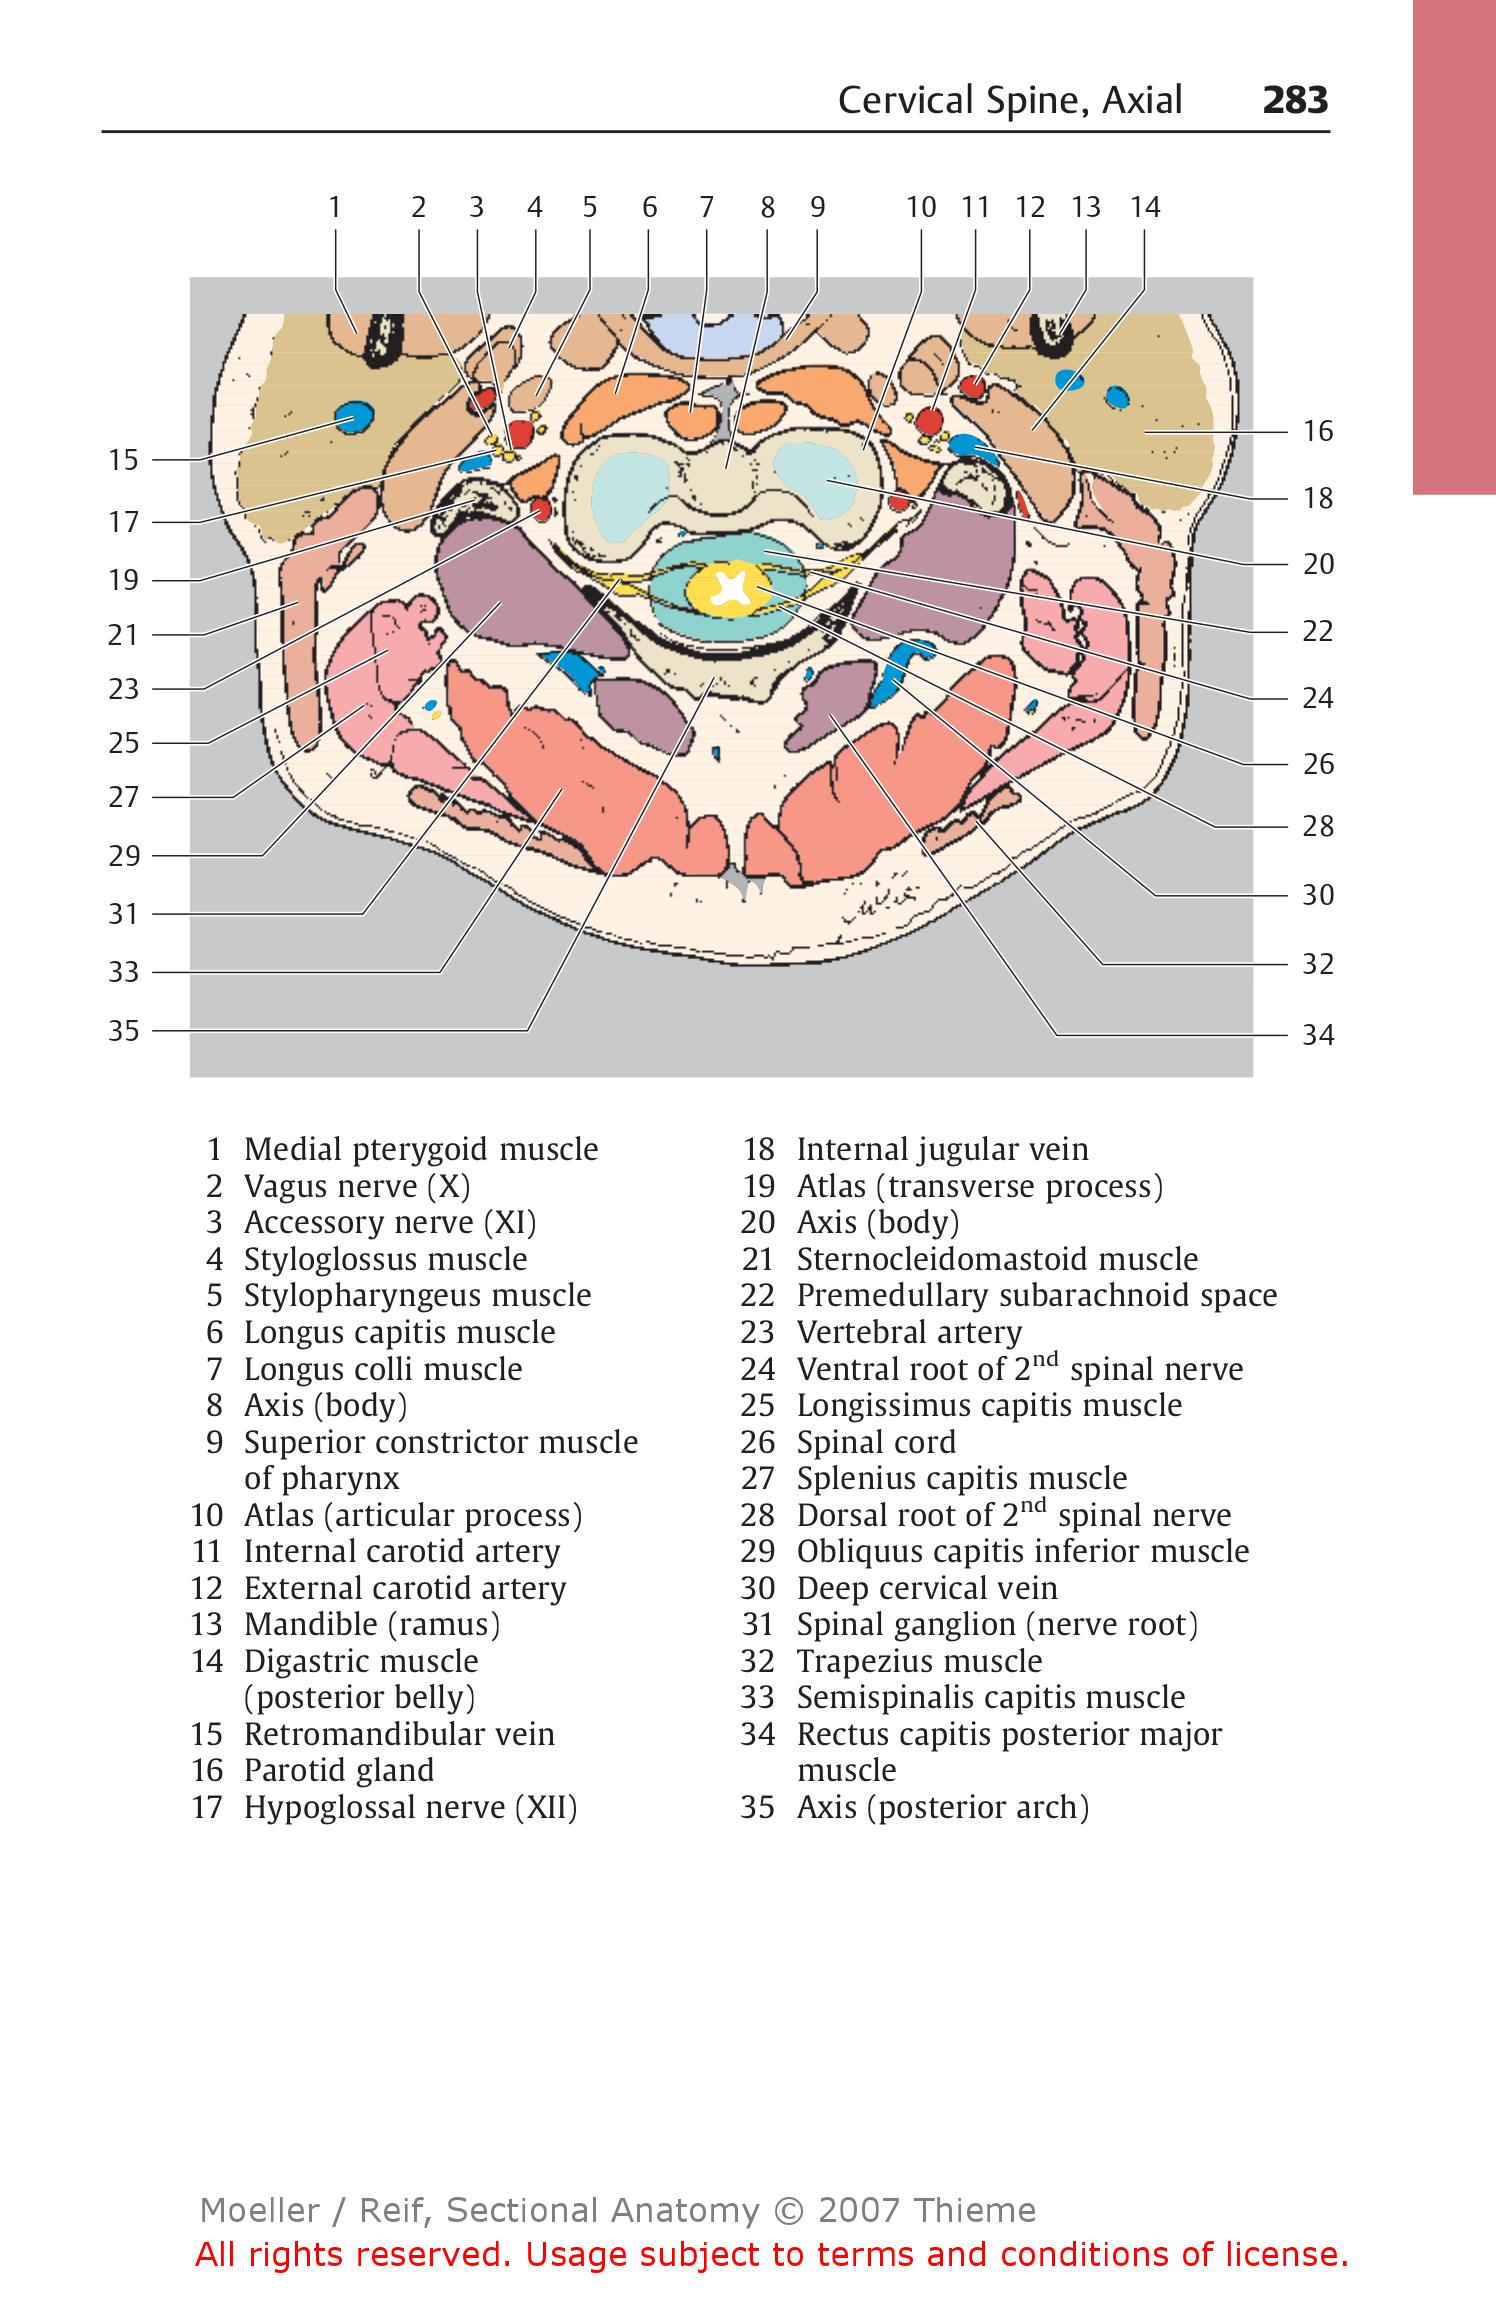 Cervical Spine, Axial 283
1 2 3 4 5 6 7 8 9 10 11 12 13 14
15
17
19
21
23
25
27
29
31
33
35
16
18
20
22
24
26
28
30
32
34
1 Medial pterygoid muscle
2 Vagus nerve (X)
3 Accessory nerve (XI)
4 Styloglossus muscle
5 Stylopharyngeus muscle
6 Longus capitis muscle
7 Longus colli muscle
8 Axis (body)
9 Superior constrictor muscle
of pharynx
10 Atlas (articular process)
11 Internal carotid artery
12 External carotid artery
13 Mandible (ramus)
14 Digastric muscle
(posterior belly)
15 Retromandibular vein
16 Parotid gland
17 Hypoglossal nerve (XII)
18 Internal jugular vein
19 Atlas (transverse process)
20 Axis (body)
21 Sternocleidomastoid muscle
22 Premedullary subarachnoid space
23 Vertebral artery
24 Ventral root of 2nd spinal nerve
25 Longissimus capitis muscle
26 Spinal cord
27 Splenius capitis muscle
28 Dorsal root of 2nd spinal nerve
29 Obliquus capitis inferior muscle
30 Deep cervical vein
31 Spinal ganglion (nerve root)
32 Trapezius muscle
33 Semispinalis capitis muscle
34 Rectus capitis posterior major
muscle
35 Axis (posterior arch)
Moeller / Reif, Sectional Anatomy © 2007 Thieme
All rights reserved. Usage subject to terms and conditions of license.